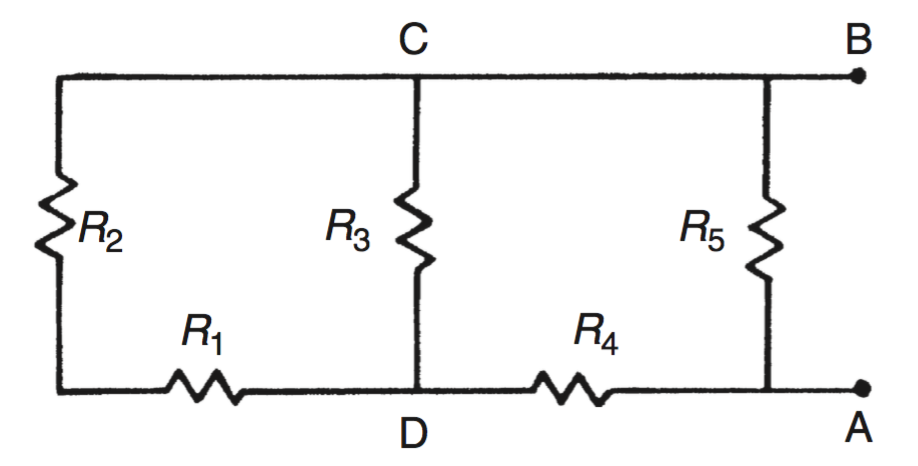 C B
R₂ R₃ R₅
R₁ R₄
D A